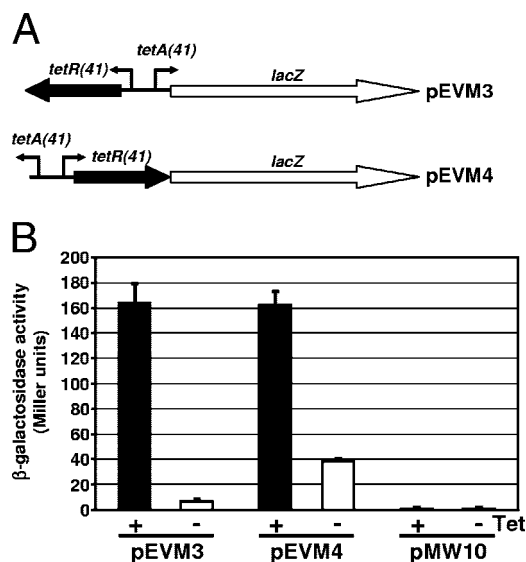 A
tetA(41)
tetR(41)
lacZ
pEVM3
tetA(41)
tetR(41)
lacZ
pEVM4
B
β-galactosidase activity
(Miller units)
200
180
160
140
120
100
80
60
40
20
0
+ - + - + - Tet
pEVM3 pEVM4 pMW10